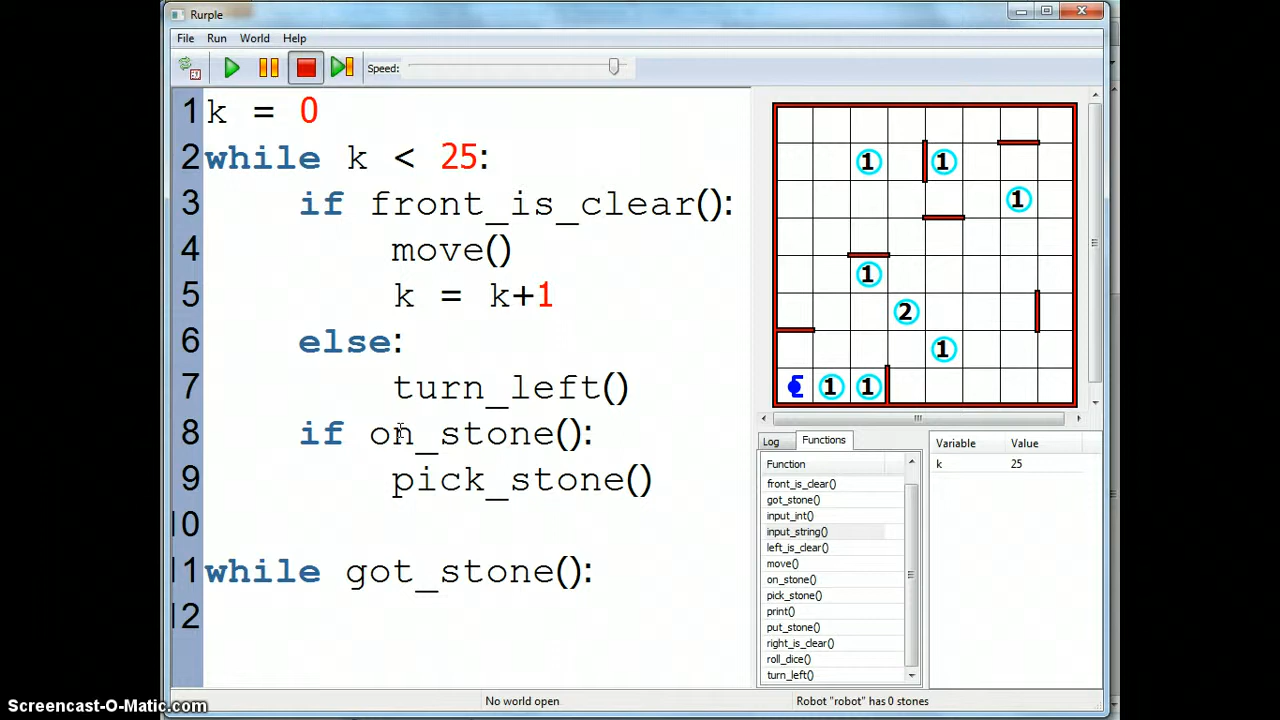 Rurple
File Run World Help
Speed:
1 k = 0
2 while k < 25:
3 if front_is_clear():
4 move()
5 k = k+1
6 else:
7 turn_left()
8 if on_stone():
9 pick_stone()
10
11 while got_stone():
12
1 1
1
1
2
1
1 1
Log Functions
Function
front_is_clear()
got_stone()
input_int()
input_string()
left_is_clear()
move()
on_stone()
pick_stone()
print()
put_stone()
right_is_clear()
roll_dice()
turn_left()
Variable Value
k 25
No world open
Robot "robot" has 0 stones
Screencast-O-Matic.com